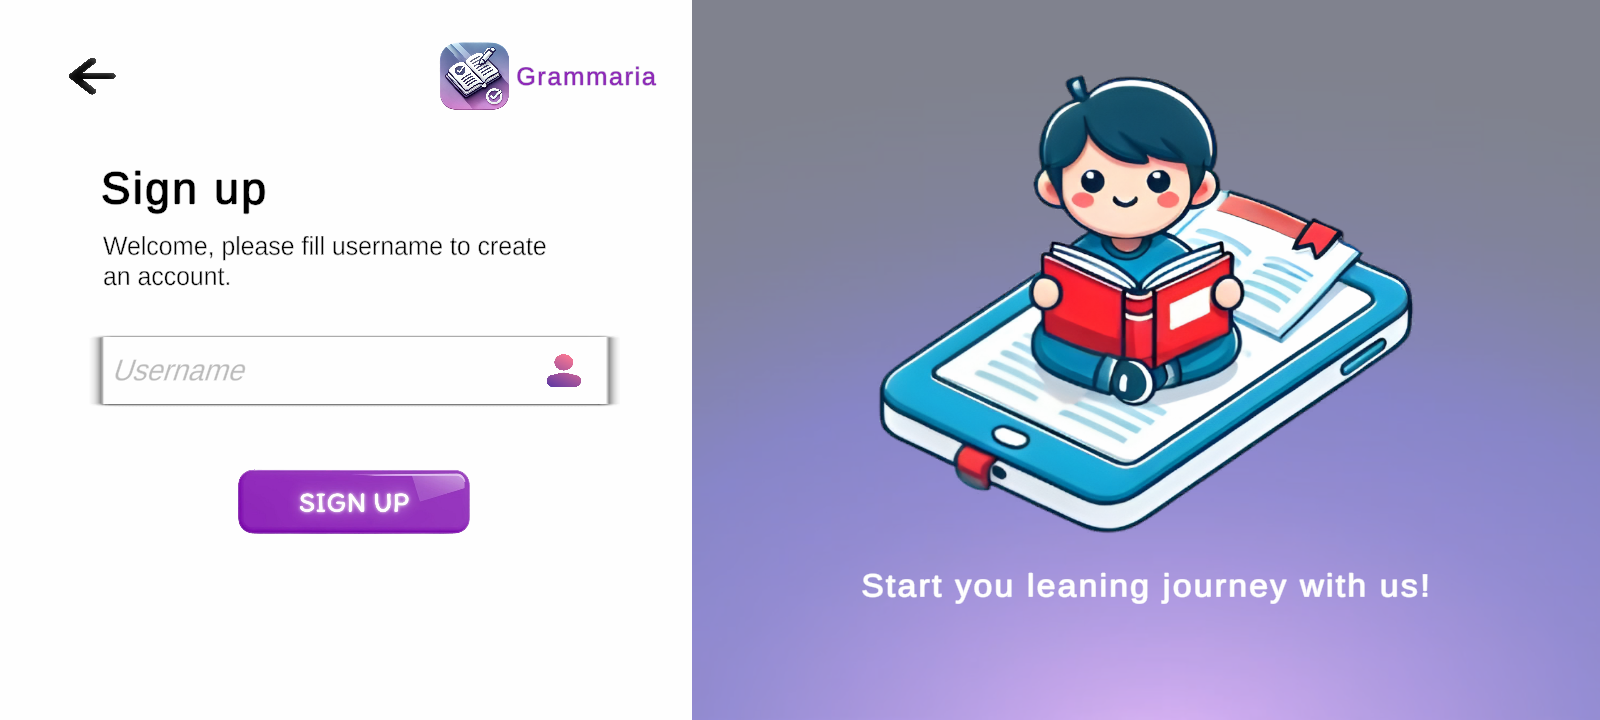 Grammaria
Sign up
Welcome, please fill username to create
an account.
Username
SIGN UP
Start you leaning journey with us!